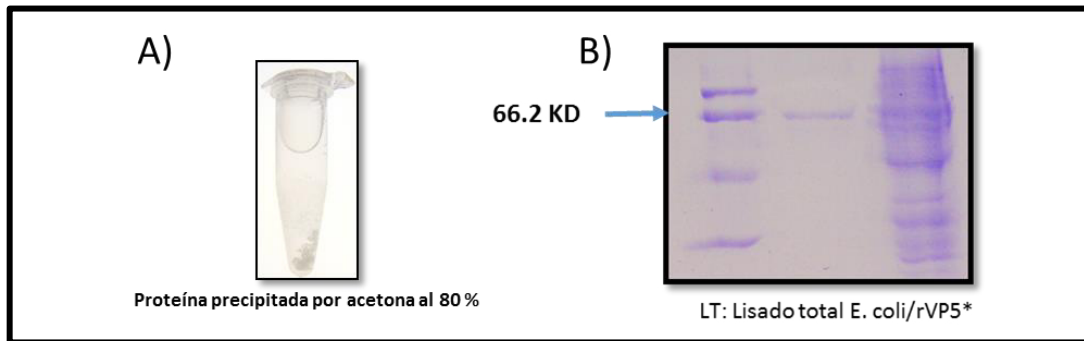 A)
B)
66.2 KD
Proteína precipitada por acetona al 80 %
LT: Lisado total E. coli/rVP5*